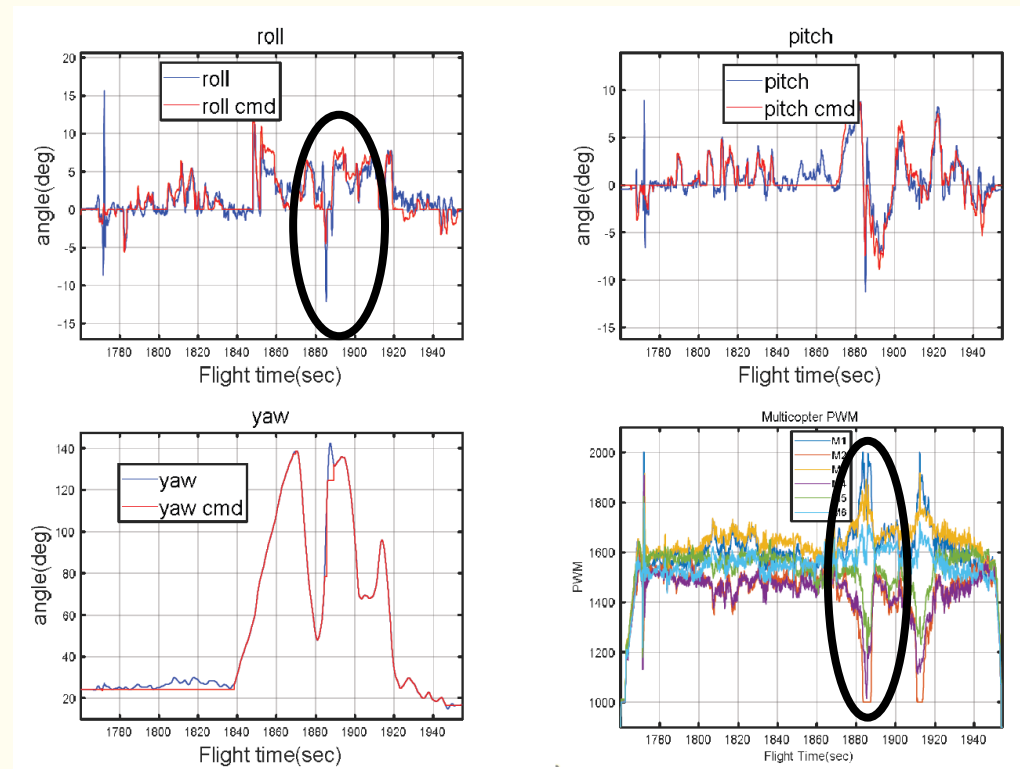 roll
20
15
10
5
0
-5
-10
-15
angle(deg)
roll
roll cmd
1780 1800 1820 1840 1860 1880 1900 1920 1940
Flight time(sec)
pitch
10
5
0
-5
-10
-15
angle(deg)
pitch
pitch cmd
1780 1800 1820 1840 1860 1880 1900 1920 1940
Flight time(sec)
yaw
140
120
100
80
60
40
20
angle(deg)
yaw
yaw cmd
1780 1800 1820 1840 1860 1880 1900 1920 1940
Flight time(sec)
Multicopter PWM
2000
1800
1600
1400
1200
1000
PWM
M1
M2
M6
1780 1800 1820 1840 1860 1880 1900 1920 1940
Flight Time(sec)